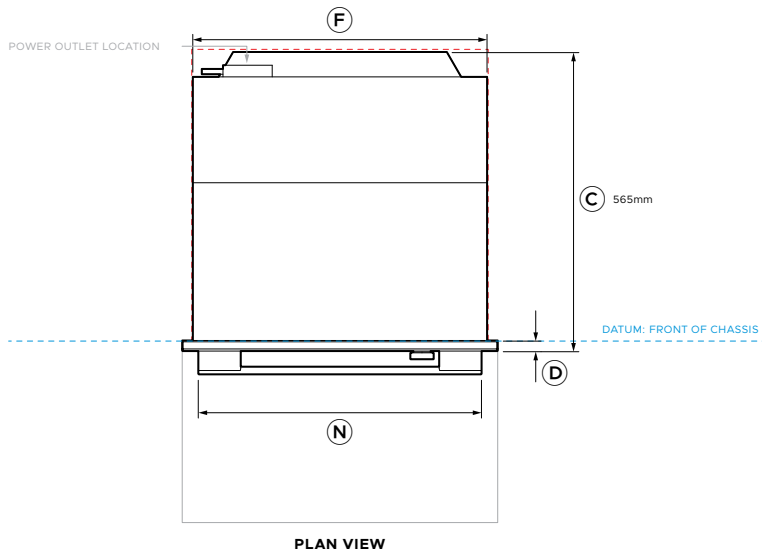 F
POWER OUTLET LOCATION
C 565mm
DATUM: FRONT OF CHASSIS
D
N
PLAN VIEW